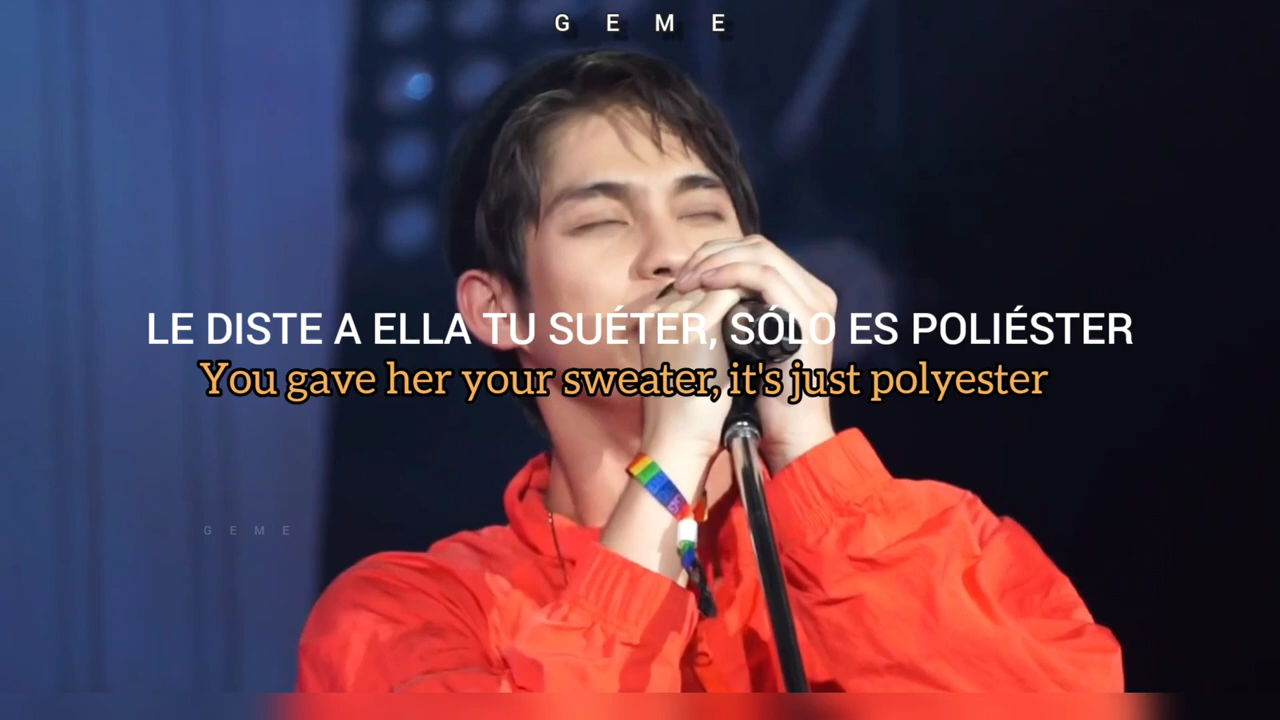 G E M E
LE DISTE A ELLA TU SUÉTER, SÓLO ES POLIÉSTER
You gave her your sweater, it's just polyester
G E M E